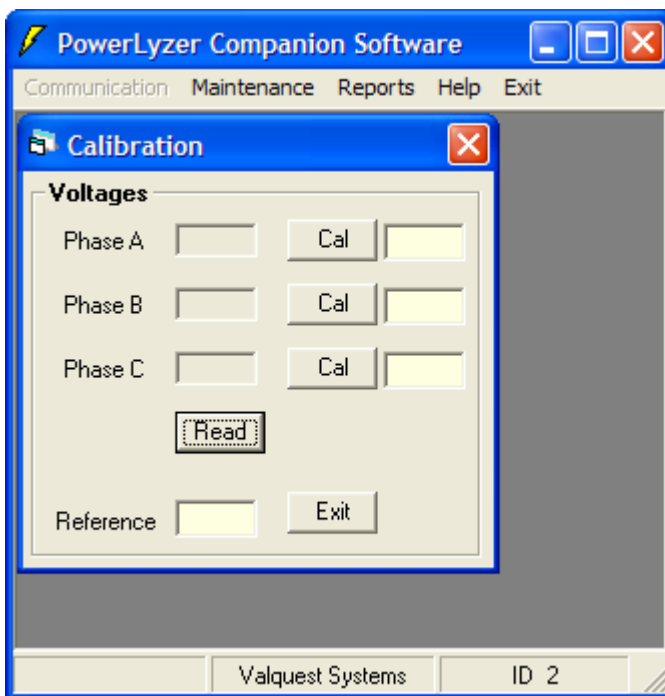 PowerLyzer Companion Software
Communication Maintenance Reports Help Exit
Calibration
Voltages
Phase A Cal
Phase B Cal
Phase C Cal
Read
Reference Exit
Valquest Systems ID 2